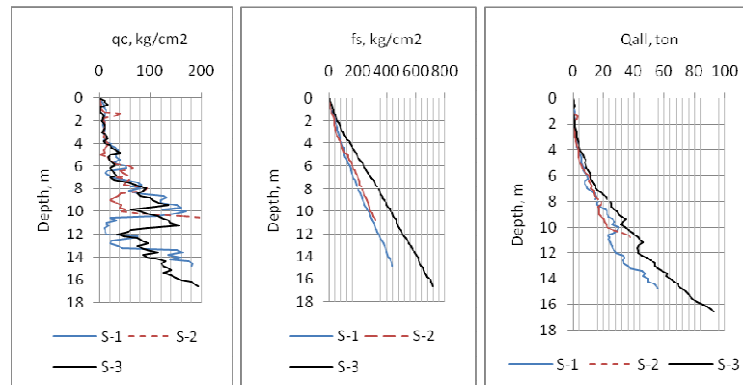 qc, kg/cm2
0 100 200
0
2
4
6
8
10
12
14
16
18
Depth, m
S-1 S-2
S-3
fs, kg/cm2
0 200 400 600 800
0
2
4
6
8
10
12
14
16
18
Depth, m
S-1 S-2
S-3
Qall, ton
0 20 40 60 80 100
0
2
4
6
8
10
12
14
16
18
Depth, m
S-1 S-2 S-3